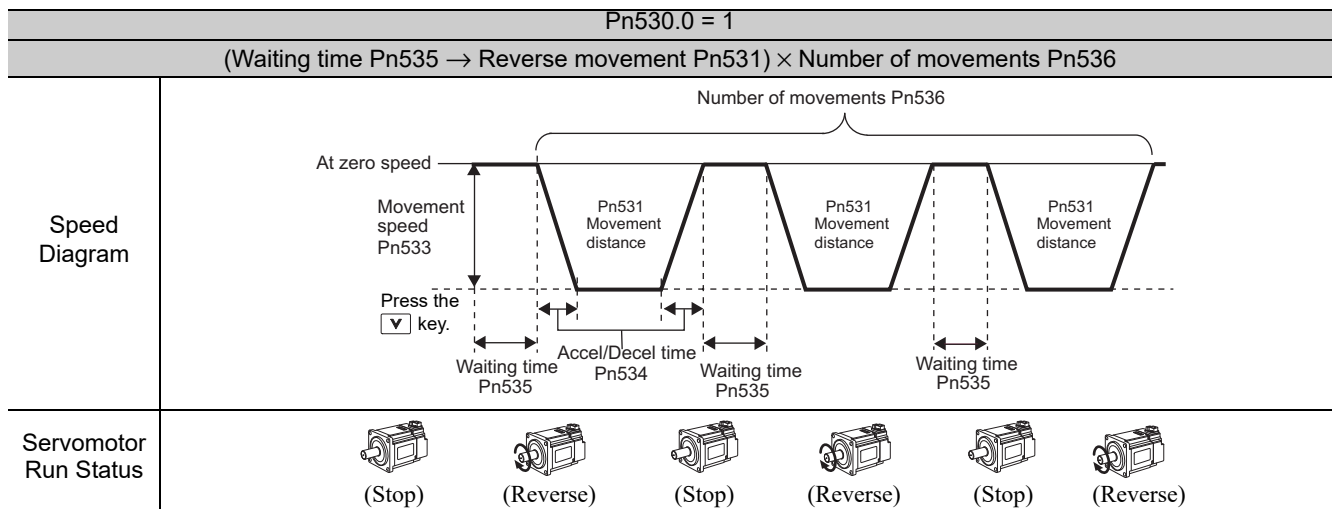 Pn530.0 = 1
(Waiting time Pn535 → Reverse movement Pn531) × Number of movements Pn536
Speed
Diagram
Number of movements Pn536
At zero speed
Movement
speed
Pn533
Pn531
Movement
distance
Pn531
Movement
distance
Pn531
Movement
distance
Press the
∨ key.
Waiting time
Pn535
Accel/Decel time
Pn534
Waiting time
Pn535
Waiting time
Pn535
Servomotor
Run Status
(Stop)
(Reverse)
(Stop)
(Reverse)
(Stop)
(Reverse)